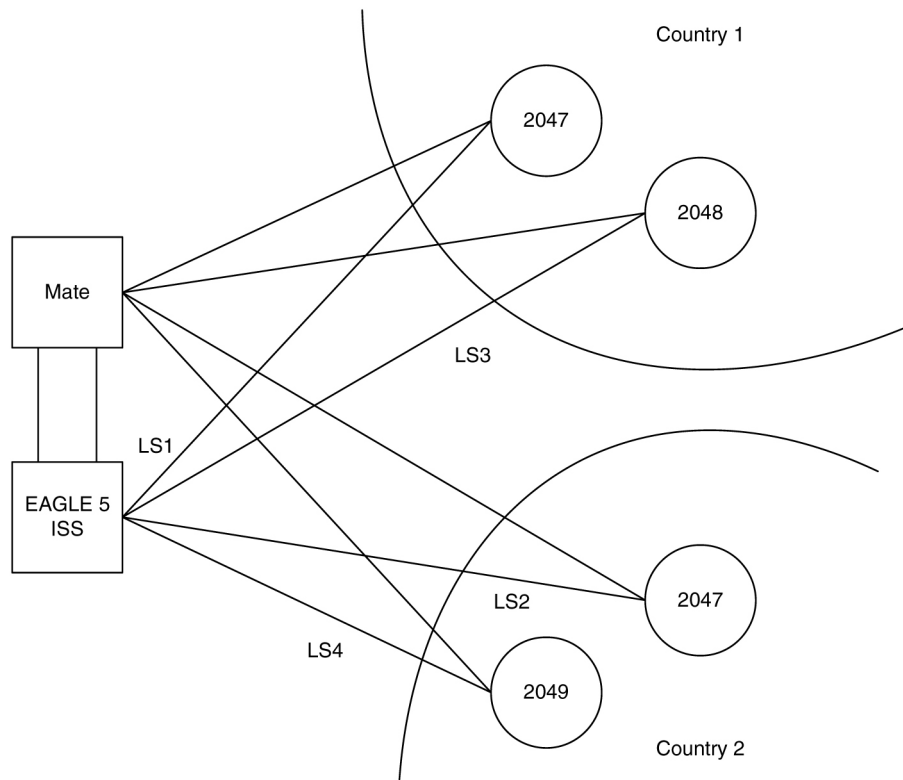 Country 1
2047
2048
Mate
LS3
LS1
EAGLE 5
ISS
LS2
2047
LS4
2049
Country 2